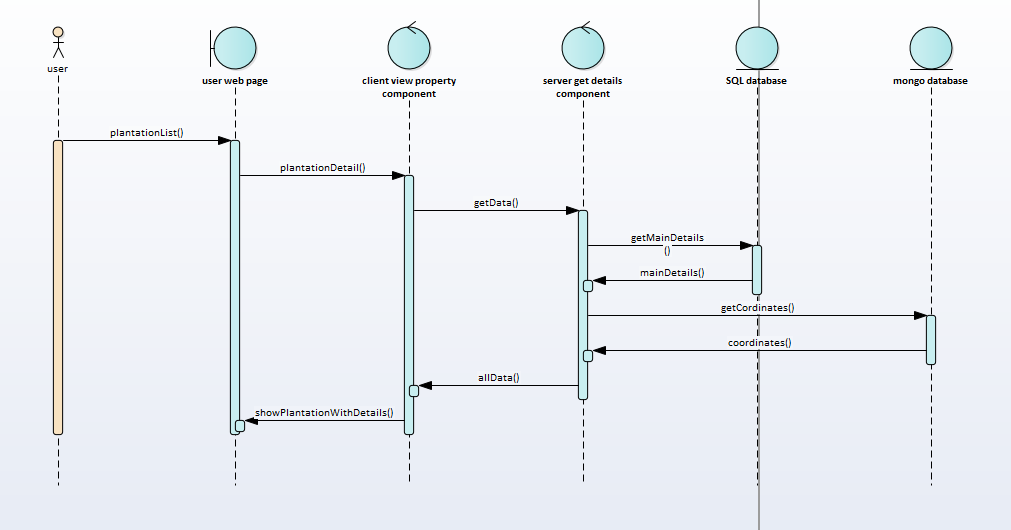 user
user web page
client view property
component
server get details
component
SQL database
mongo database
plantationList()
plantationDetail()
getData()
getMainDetails
()
mainDetails()
getCordinates()
coordinates()
allData()
showPlantationWithDetails()